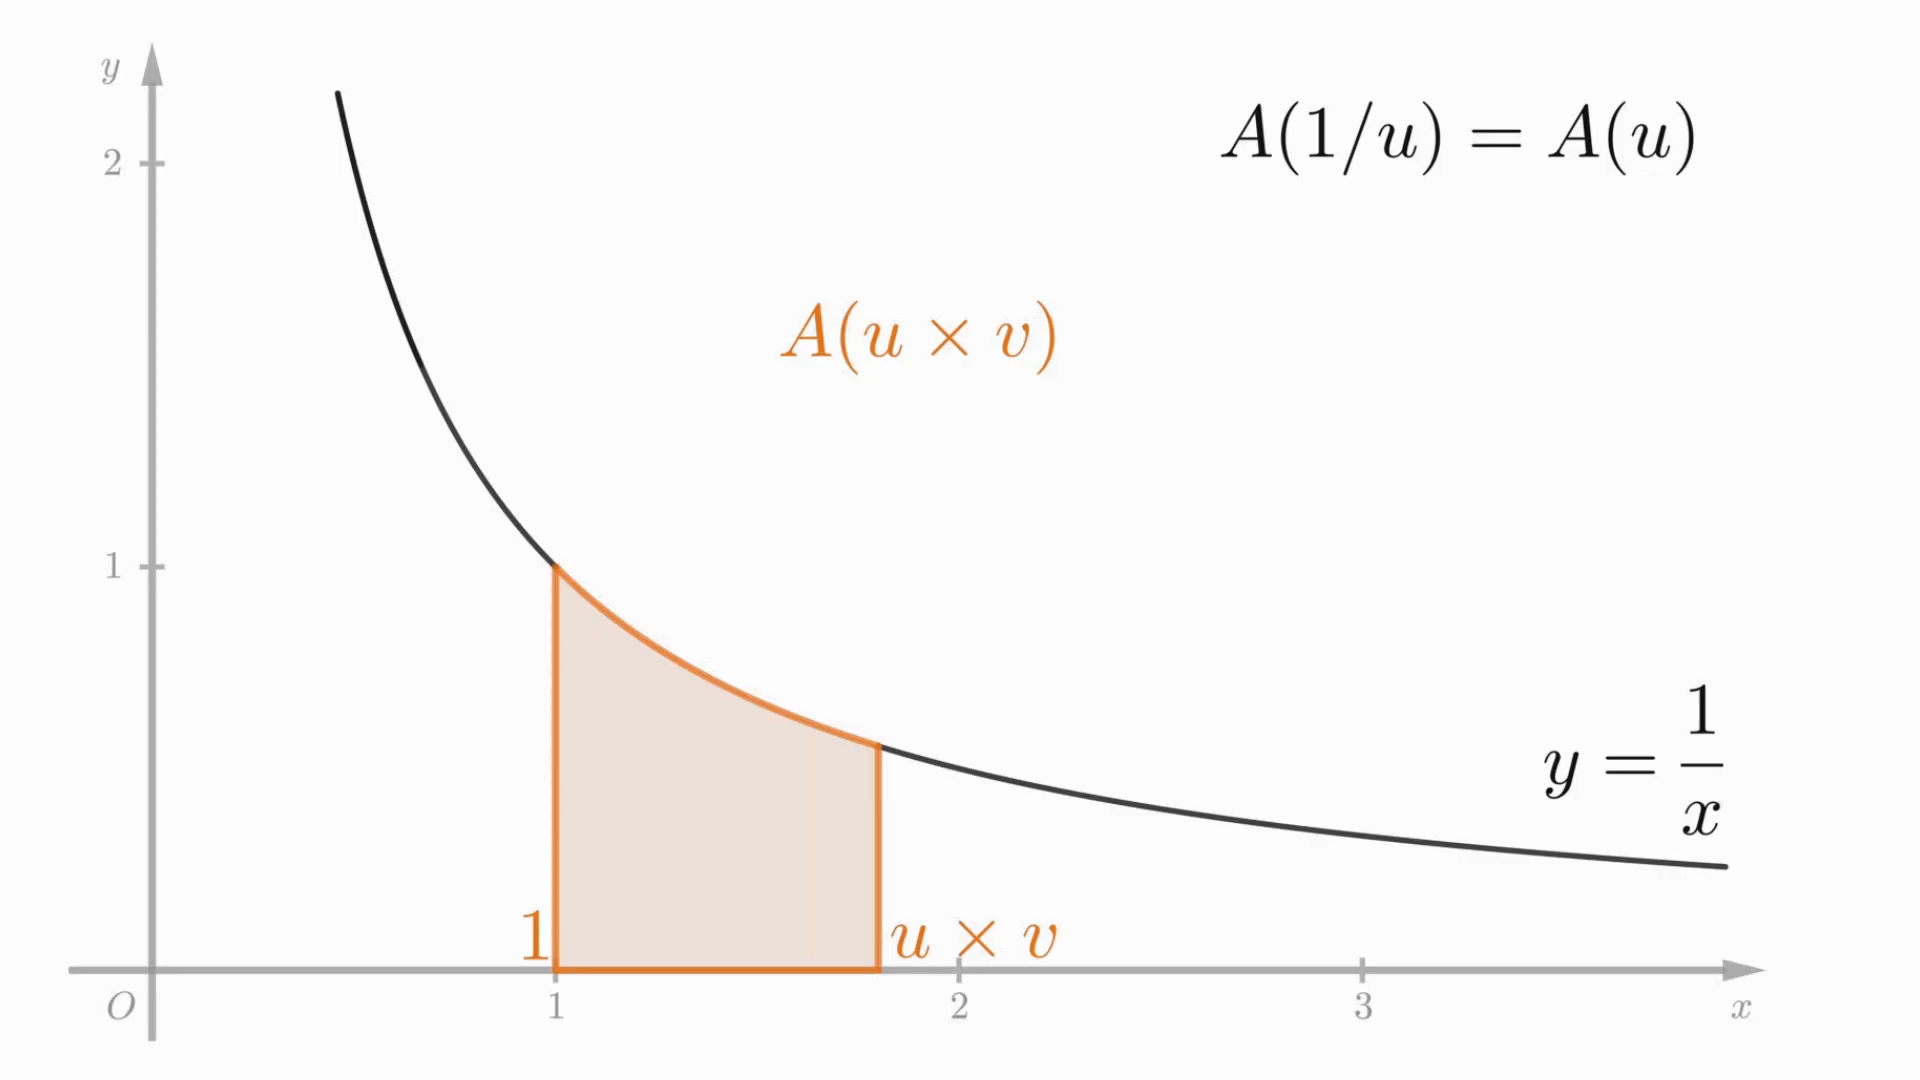 y
A(1/u) = A(u)
2
A(u × v)
1
y = 1/x
1 u × v
O 1 2 3 x